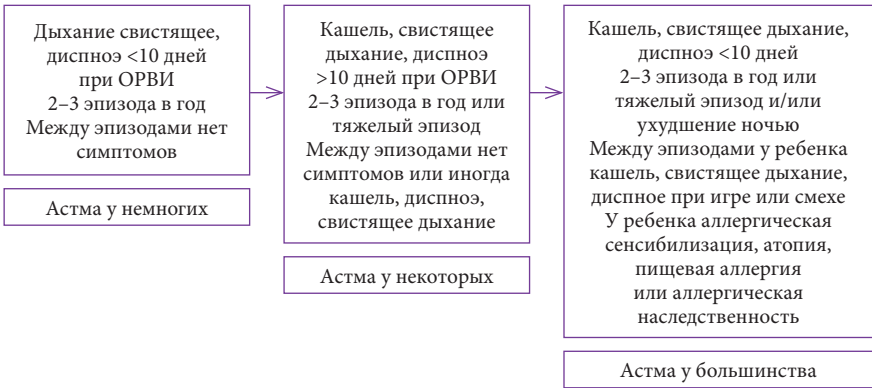 Дыхание свистящее,
диспноэ <10 дней
при ОРВИ
2–3 эпизода в год
Между эпизодами нет
симптомов
Астма у немногих
Кашель, свистящее
дыхание, диспноэ
>10 дней при ОРВИ
2–3 эпизода в год или
тяжелый эпизод
Между эпизодами нет
симптомов или иногда
кашель, диспноэ,
свистящее дыхание
Астма у некоторых
Кашель, свистящее дыхание,
диспноэ <10 дней
2–3 эпизода в год или
тяжелый эпизод и/или
ухудшение ночью
Между эпизодами у ребенка
кашель, свистящее дыхание,
диспное при игре или смехе
У ребенка аллергическая
сенсибилизация, атопия,
пищевая аллергия
или аллергическая
наследственность
Астма у большинства